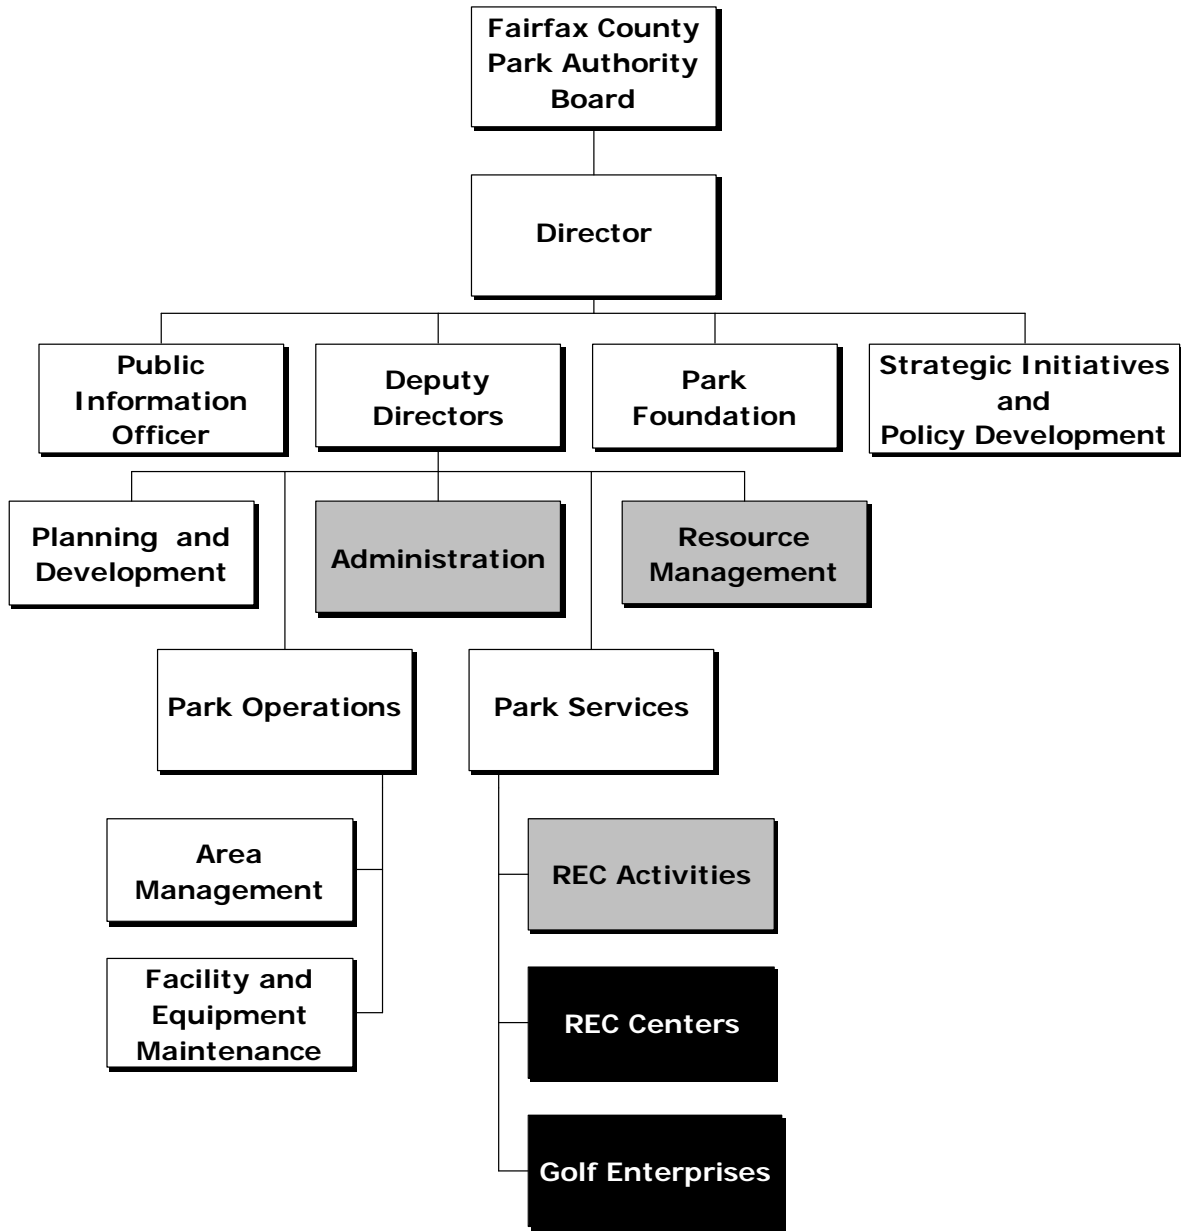 Fairfax County
Park Authority
Board
Director
Public
Information
Officer
Deputy
Directors
Park
Foundation
Strategic Initiatives
and
Policy Development
Planning and
Development
Administration
Resource
Management
Park Operations
Park Services
Area
Management
REC Activities
Facility and
Equipment
Maintenance
REC Centers
Golf Enterprises